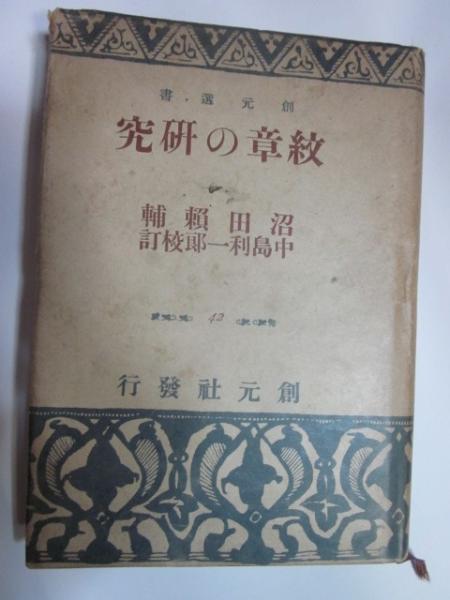 創元選書
紋章の研究
沼田頼輔
中島利一郎校訂
42
創元社發行